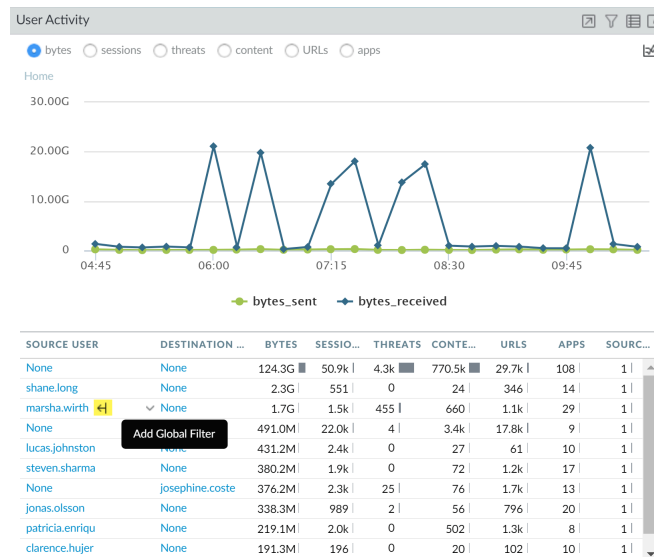 User Activity
bytes sessions threats content URLs apps
Home
30.00G
20.00G
10.00G
0
04:45 06:00 07:15 08:30 09:45
bytes_sent bytes_received
SOURCE USER DESTINATION ... BYTES SESSIO... THREATS CONTE... URLS APPS SOURC...
None None 124.3G 50.9k 4.3k 770.5k 29.7k 108 1
shane.long None 2.3G 551 0 24 346 14 1
marsha.wirth None 1.7G 1.5k 455 660 1.1k 29 1
None 491.0M 22.0k 4 3.4k 17.8k 9 1
Add Global Filter
lucas.johnston None 431.2M 2.4k 0 27 61 10 1
steven.sharma None 380.2M 1.9k 0 72 1.2k 17 1
None josephine.coste 376.2M 2.3k 25 76 1.7k 13 1
jonas.olsson None 338.3M 989 2 56 796 20 1
patricia.enriqu None 219.1M 2.0k 0 502 1.3k 8 1
clarence.hujer None 191.3M 196 0 20 102 10 1